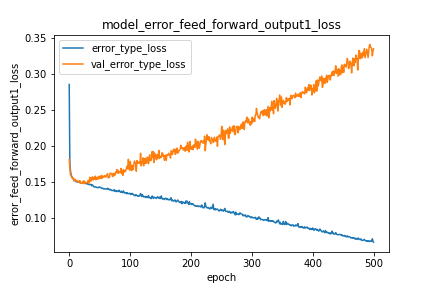 model_error_feed_forward_output1_loss
error_type_loss
val_error_type_loss
error_feed_forward_output1_loss
0.35
0.30
0.25
0.20
0.15
0.10
0
100
200
300
400
500
epoch